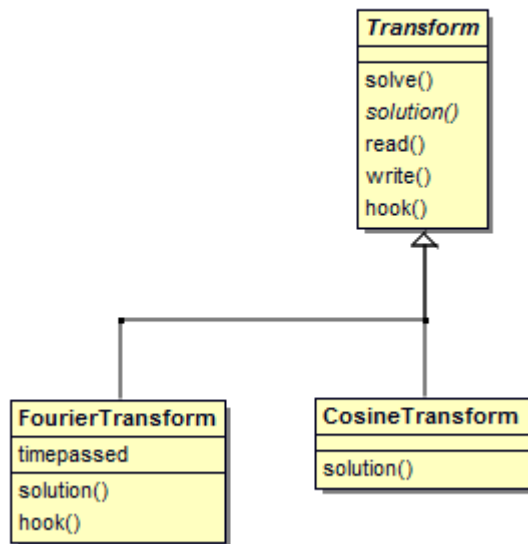 Transform
solve()
solution()
read()
write()
hook()
FourierTransform
timepassed
solution()
hook()
CosineTransform
solution()